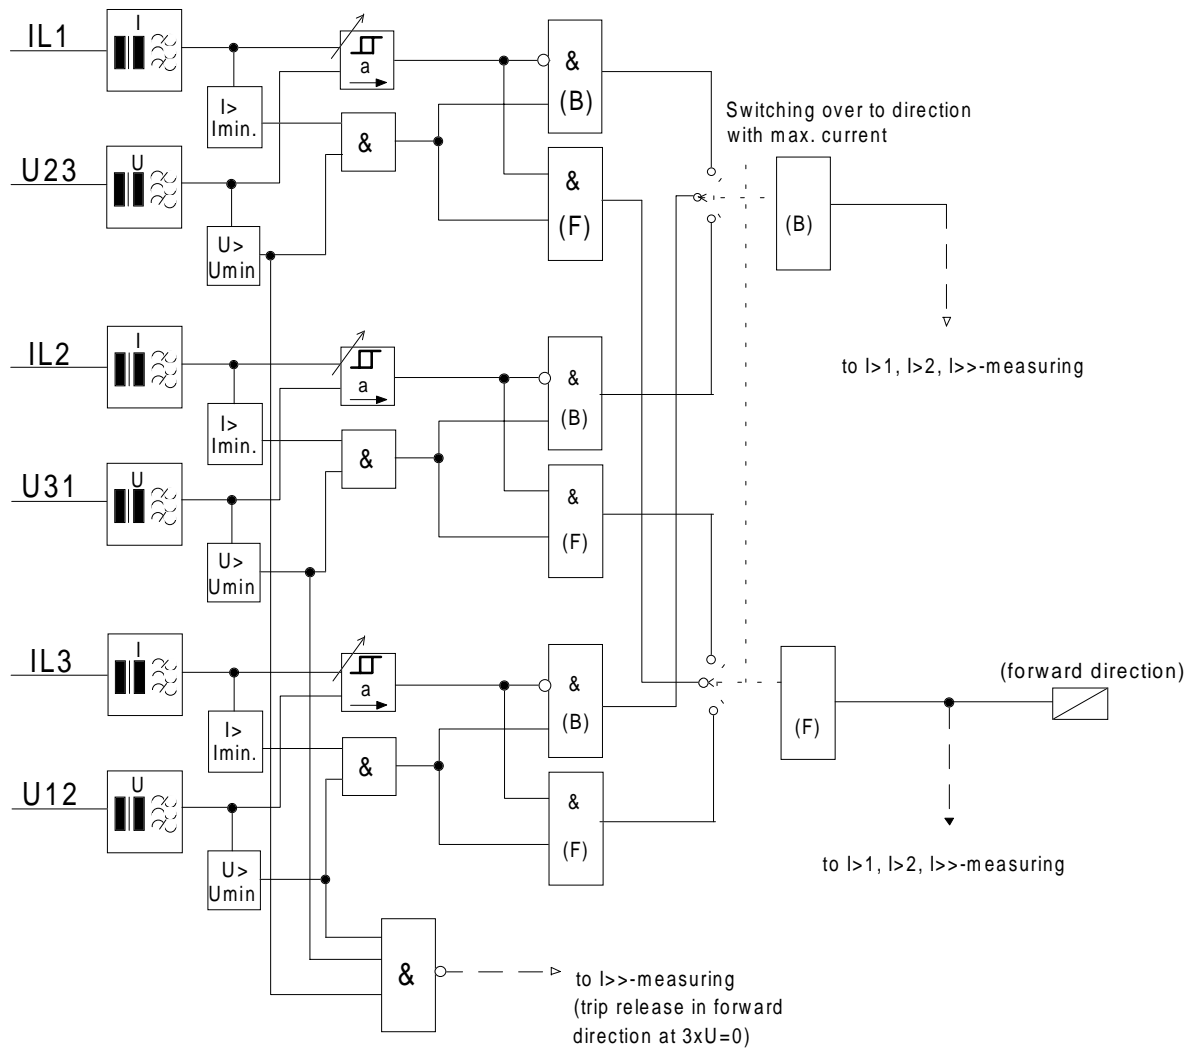 IL1
I
a
&
(B)
I>
Imin.
&
Switching over to direction
with max. current
U23
U
&
(F)
(B)
U>
Umin
to I>1, I>2, I>>-measuring
IL2
I
a
&
(B)
I>
Imin.
&
U31
U
&
(F)
U>
Umin
IL3
I
a
&
(B)
I>
Imin.
&
(forward direction)
(F)
U12
U
&
(F)
U>
Umin
to I>1, I>2, I>>-measuring
&
to I>>-measuring
(trip release in forward
direction at 3xU=0)